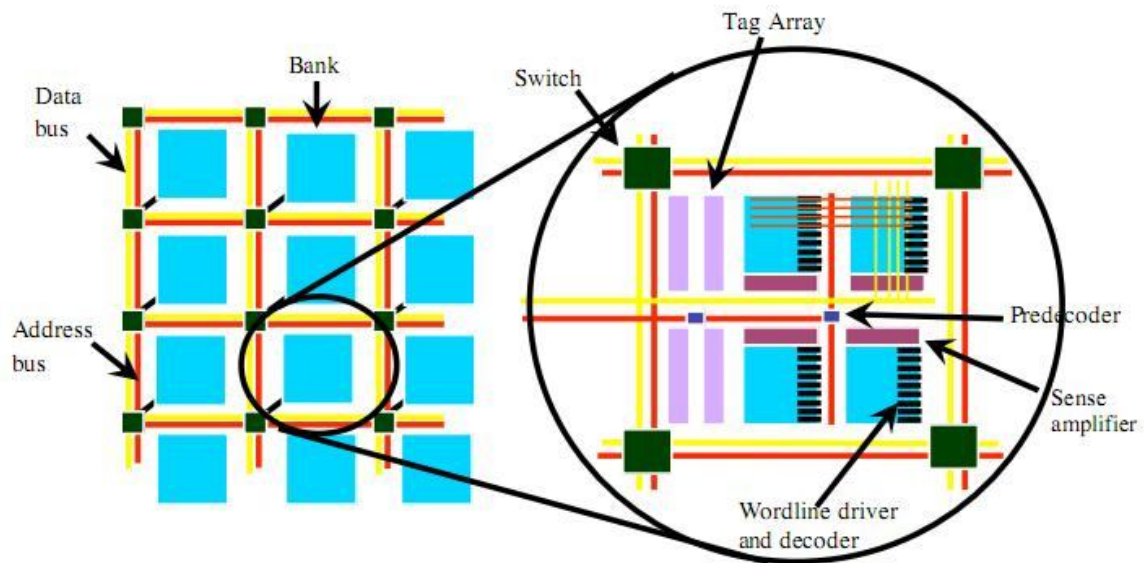 Tag Array
Switch
Bank
Data
bus
Address
bus
Predecoder
Sense
amplifier
Wordline driver
and decoder